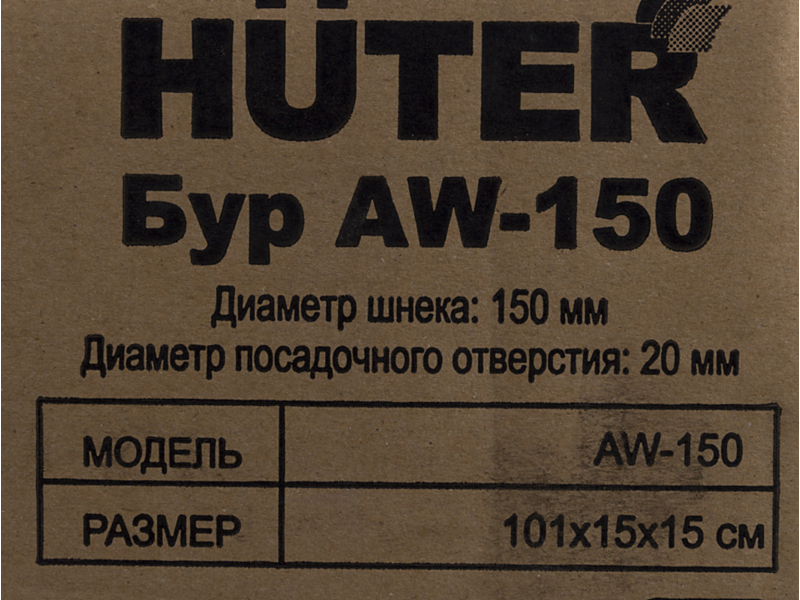 HÜTER
Бур AW-150
Диаметр шнека: 150 мм
Диаметр посадочного отверстия: 20 мм
МОДЕЛЬ AW-150
РАЗМЕР 101x15x15 см